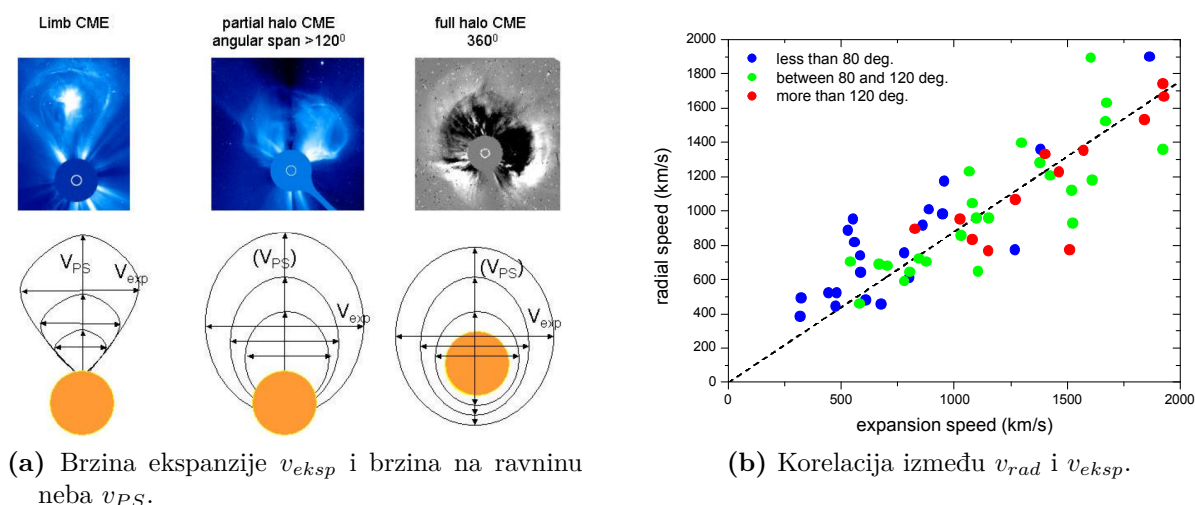 Limb CME
partial halo CME
angular span >120⁰
full halo CME
360⁰
V_PS
V_exp
(V_PS)
V_exp
(V_PS)
V_exp
(a) Brzina ekspanzije v_eksp i brzina na ravninu
neba v_PS.
2000
1800
1600
1400
1200
1000
800
600
400
200
0
radial speed (km/s)
less than 80 deg.
between 80 and 120 deg.
more than 120 deg.
0
500
1000
1500
2000
expansion speed (km/s)
(b) Korelacija između v_rad i v_eksp.